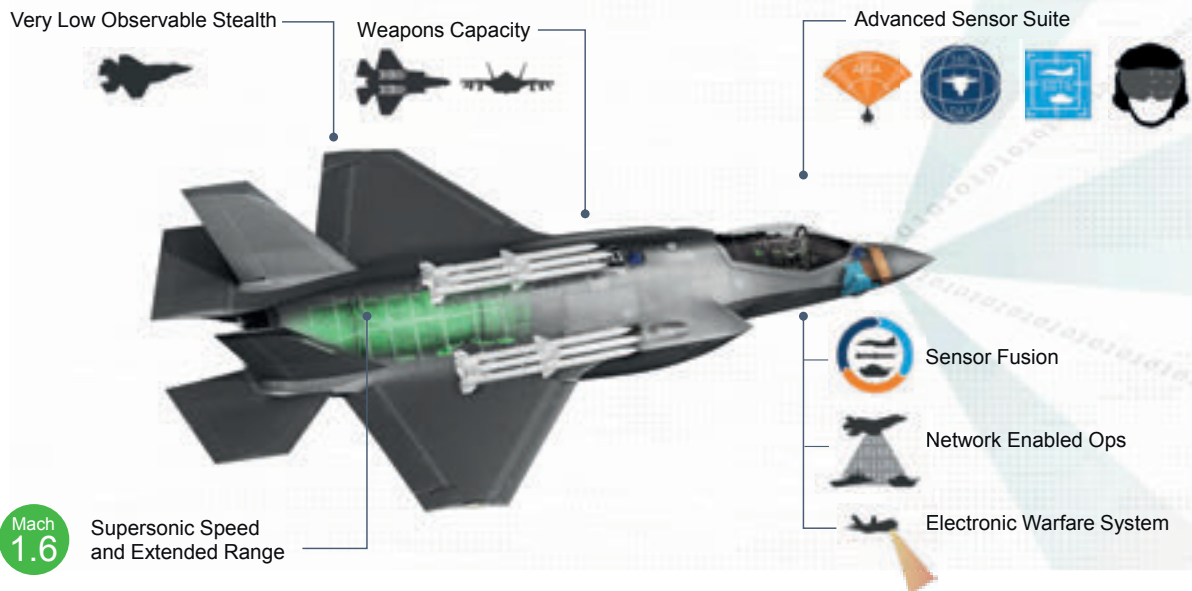 Very Low Observable Stealth
Weapons Capacity
Advanced Sensor Suite
Sensor Fusion
Network Enabled Ops
Electronic Warfare System
Mach
1.6
Supersonic Speed
and Extended Range